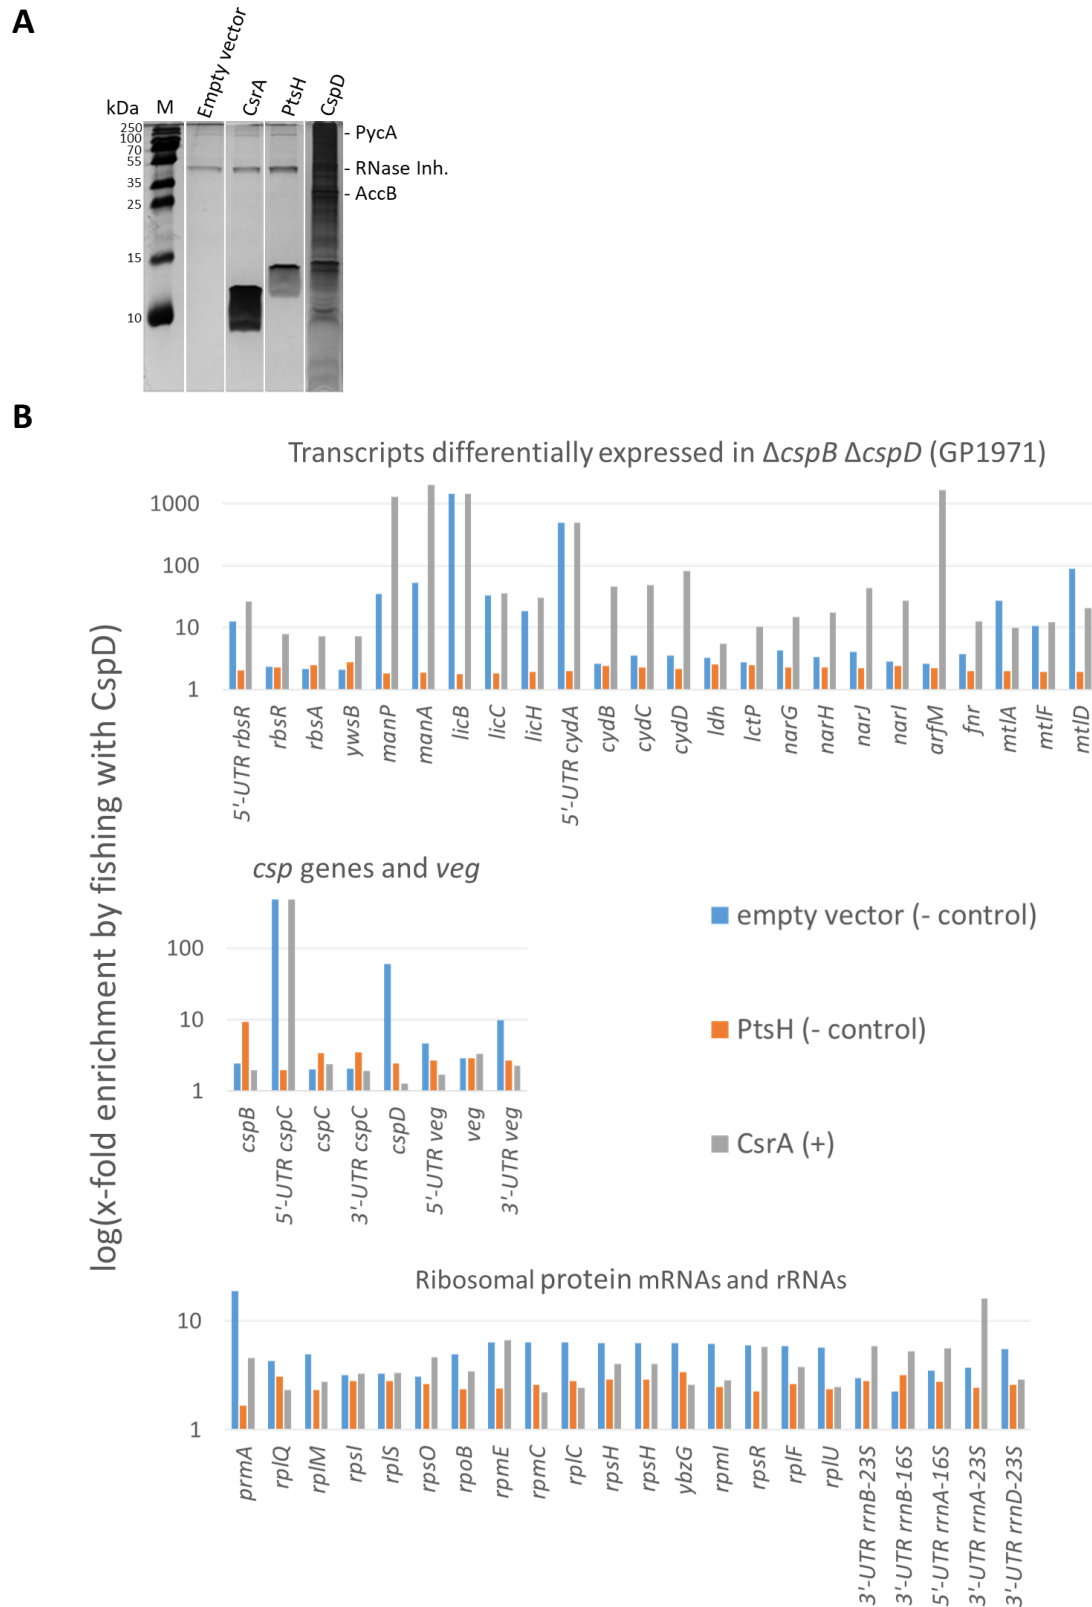 A
kDa M Empty vector CsrA PtsH CspD
250
100
70
55
35
25
15
10
- PycA
- RNase Inh.
- AccB
B
Transcripts differentially expressed in ΔcspB ΔcspD (GP1971)
log(x-fold enrichment by fishing with CspD)
1000
100
10
1
5'-UTR rbsR rbsR rbsA ywsB manP manA licB licC licH 5'-UTR cydA cydB cydC cydD ldh lctP narG narH narJ narI arfM fnr mtlA mtlF mtlD
csp genes and veg
100
10
1
cspB 5'-UTR cspC cspC 3'-UTR cspC cspD 5'-UTR veg veg 3'-UTR veg
empty vector (- control)
PtsH (- control)
CsrA (+)
Ribosomal protein mRNAs and rRNAs
10
1
prmA rplQ rplM rpsI rplS rpsO rpoB rpmE rpmC rplC rpsH rpsH ybzG rpmI rpsR rplF rplU 3'-UTR rrnB-23S 3'-UTR rrnB-16S 5'-UTR rrnA-16S 3'-UTR rrnA-23S 3'-UTR rrnD-23S